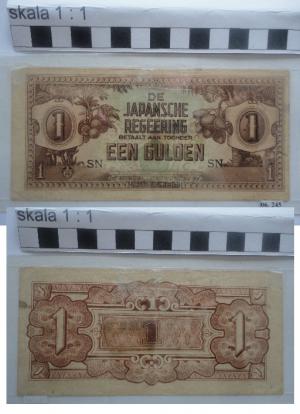 skala 1 : 1
DE
JAPANSCHE
REGEERING
BETAALT AAN TOONDER
EEN GULDEN
1 1
SN SN
1 1
skala 1 : 1
1 1 1